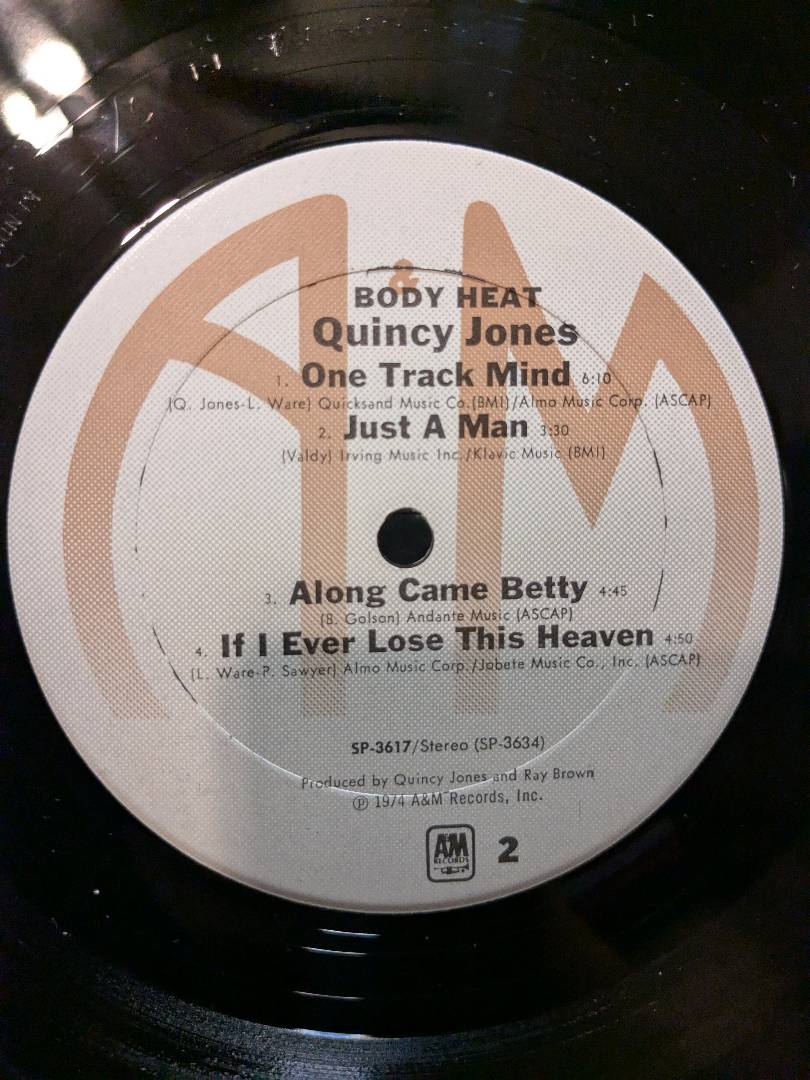 &
BODY HEAT
Quincy Jones
1. One Track Mind 6:10
(Q. Jones-L. Ware) Quicksand Music Co.(BMI)/Almo Music Corp. (ASCAP)
2. Just A Man 3:30
(Valdy) Irving Music Inc./Klavic Music (BMI)
3. Along Came Betty 4:45
(B. Golson) Andante Music (ASCAP)
4. If I Ever Lose This Heaven 4:50
(L. Ware-P. Sawyer) Almo Music Corp./Jobete Music Co., Inc. (ASCAP)
SP-3617/Stereo (SP-3634)
Produced by Quincy Jones and Ray Brown
℗ 1974 A&M Records, Inc.
A&M
RECORDS
2